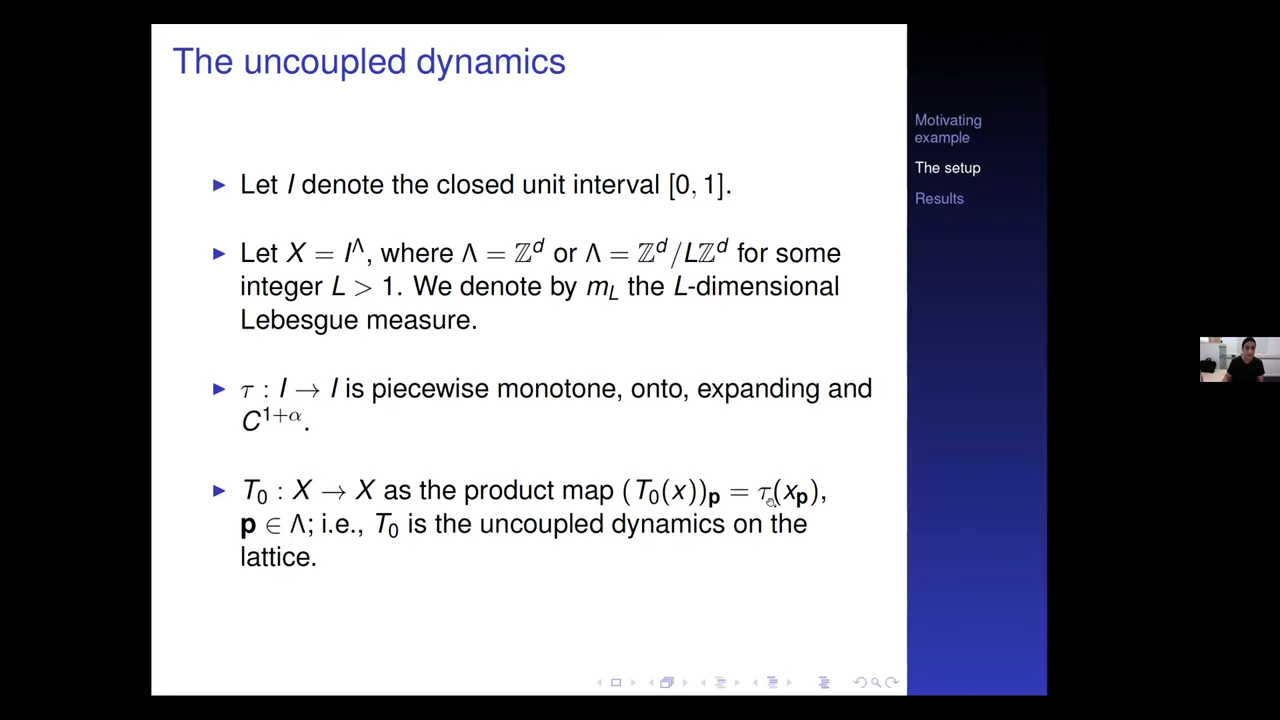 The uncoupled dynamics
▶ Let I denote the closed unit interval [0, 1].
▶ Let X = I^Λ, where Λ = ℤ^d or Λ = ℤ^d/Lℤ^d for some
integer L > 1. We denote by m_L the L-dimensional
Lebesgue measure.
▶ τ : I → I is piecewise monotone, onto, expanding and
C^{1+α}.
▶ T_0 : X → X as the product map (T_0(x))_p = τ(x_p),
p ∈ Λ; i.e., T_0 is the uncoupled dynamics on the
lattice.
Motivating
example
The setup
Results